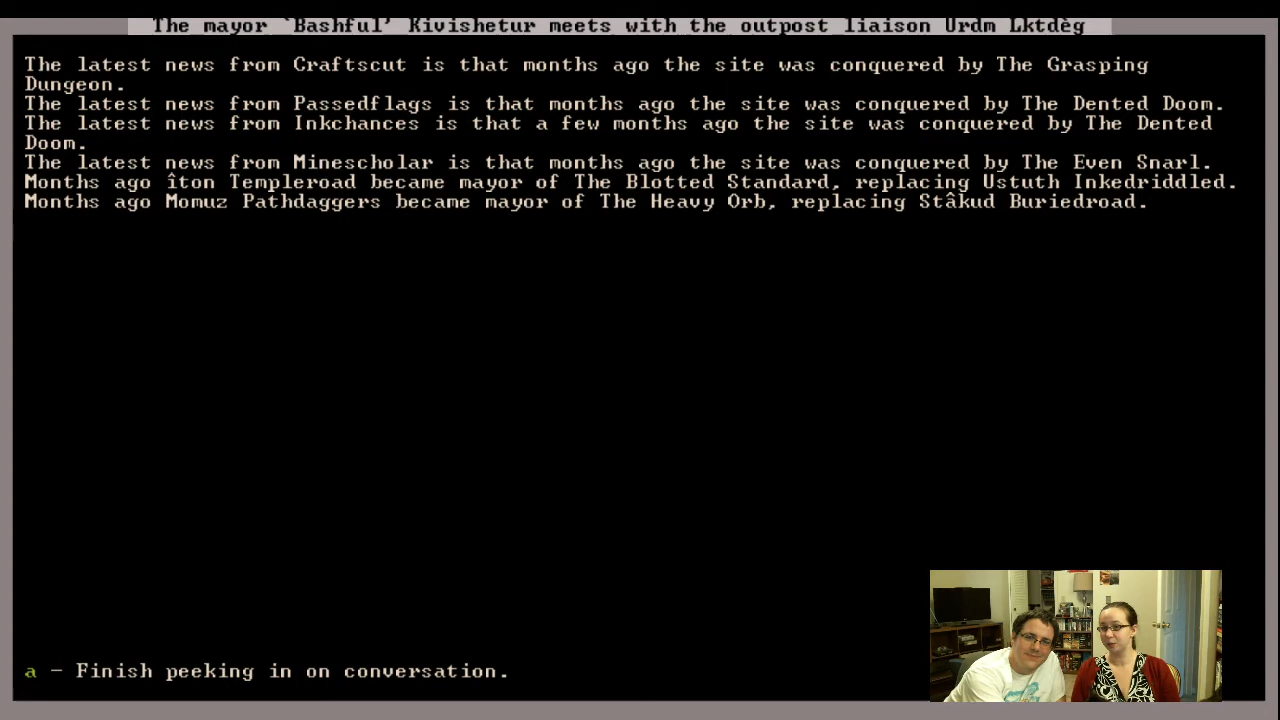 The mayor `Bashful' Kivishetur meets with the outpost liaison Urdm Lktdèg
The latest news from Craftscut is that months ago the site was conquered by The Grasping
Dungeon.
The latest news from Passedflags is that months ago the site was conquered by The Dented Doom.
The latest news from Inkchances is that a few months ago the site was conquered by The Dented
Doom.
The latest news from Minescholar is that months ago the site was conquered by The Even Snarl.
Months ago îton Templeroad became mayor of The Blotted Standard, replacing Ustuth Inkedriddled.
Months ago Momuz Pathdaggers became mayor of The Heavy Orb, replacing Stâkud Buriedroad.
a - Finish peeking in on conversation.